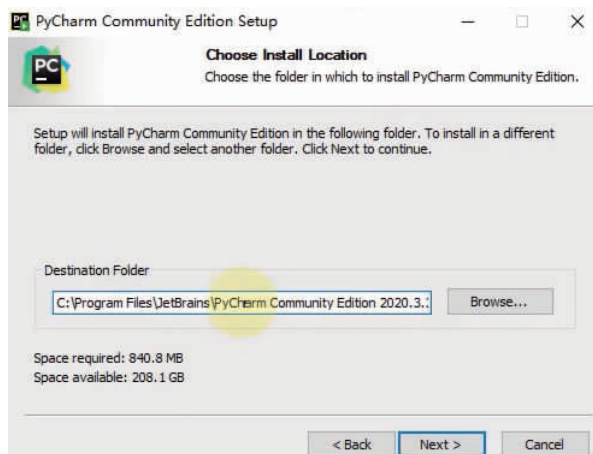 PyCharm Community Edition Setup
PC
Choose Install Location
Choose the folder in which to install PyCharm Community Edition.
Setup will install PyCharm Community Edition in the following folder. To install in a different
folder, click Browse and select another folder. Click Next to continue.
Destination Folder
C:\Program Files\JetBrains\PyCharm Community Edition 2020.3.
Browse...
Space required: 840.8 MB
Space available: 208.1 GB
< Back
Next >
Cancel